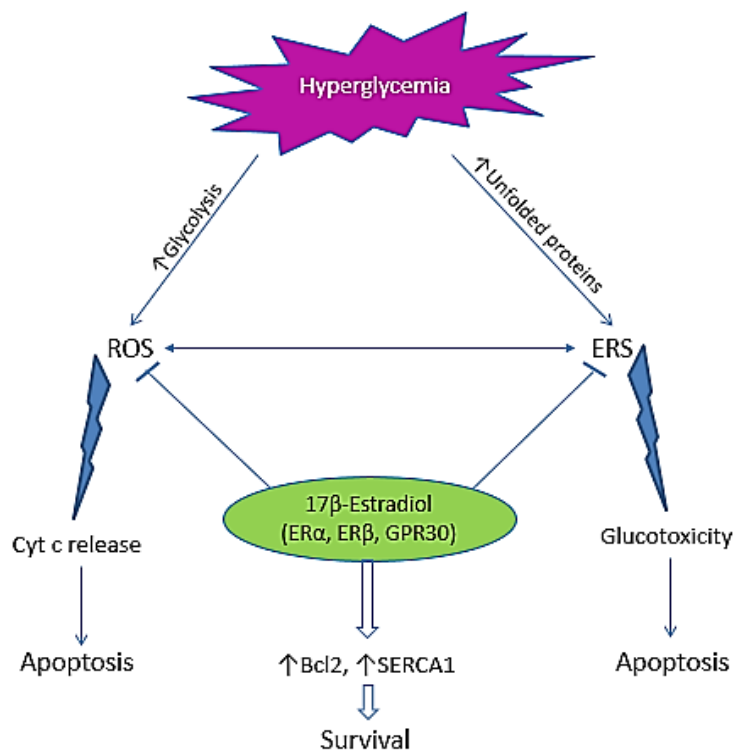 Hyperglycemia
↑Glycolysis
↑Unfolded proteins
ROS
ERS
17β-Estradiol
(ERα, ERβ, GPR30)
Cyt c release
Glucotoxicity
Apoptosis
↑Bcl2, ↑SERCA1
Apoptosis
Survival